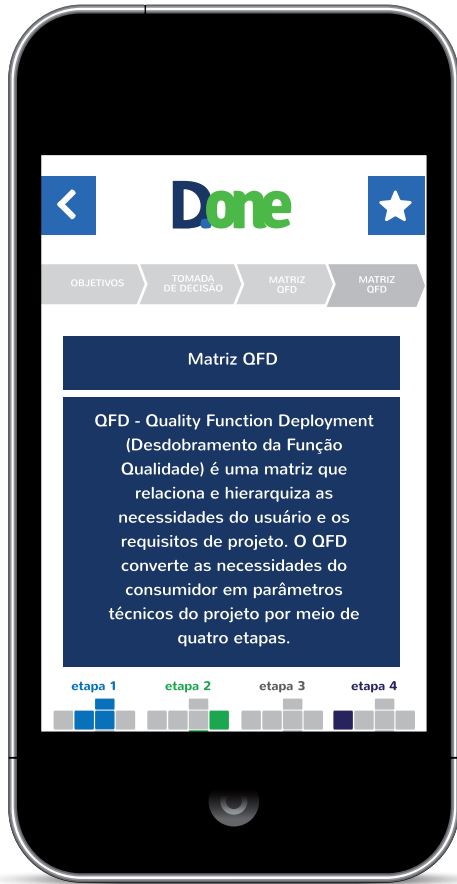 D.one
OBJETIVOS
TOMADA
DE DECISÃO
MATRIZ
QFD
MATRIZ
QFD
Matriz QFD
QFD - Quality Function Deployment
(Desdobramento da Função
Qualidade) é uma matriz que
relaciona e hierarquiza as
necessidades do usuário e os
requisitos de projeto. O QFD
converte as necessidades do
consumidor em parâmetros
técnicos do projeto por meio de
quatro etapas.
etapa 1 etapa 2 etapa 3 etapa 4